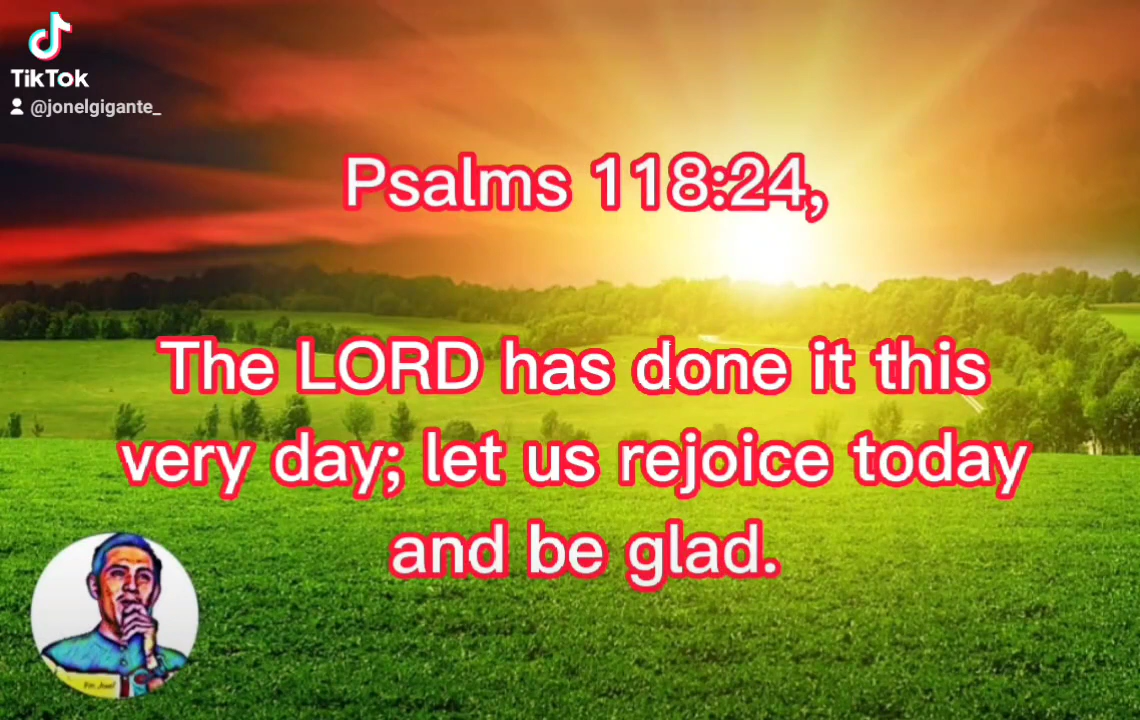 TikTok
@jonelgigante_
Psalms 118:24,
The LORD has done it this
very day; let us rejoice today
and be glad.